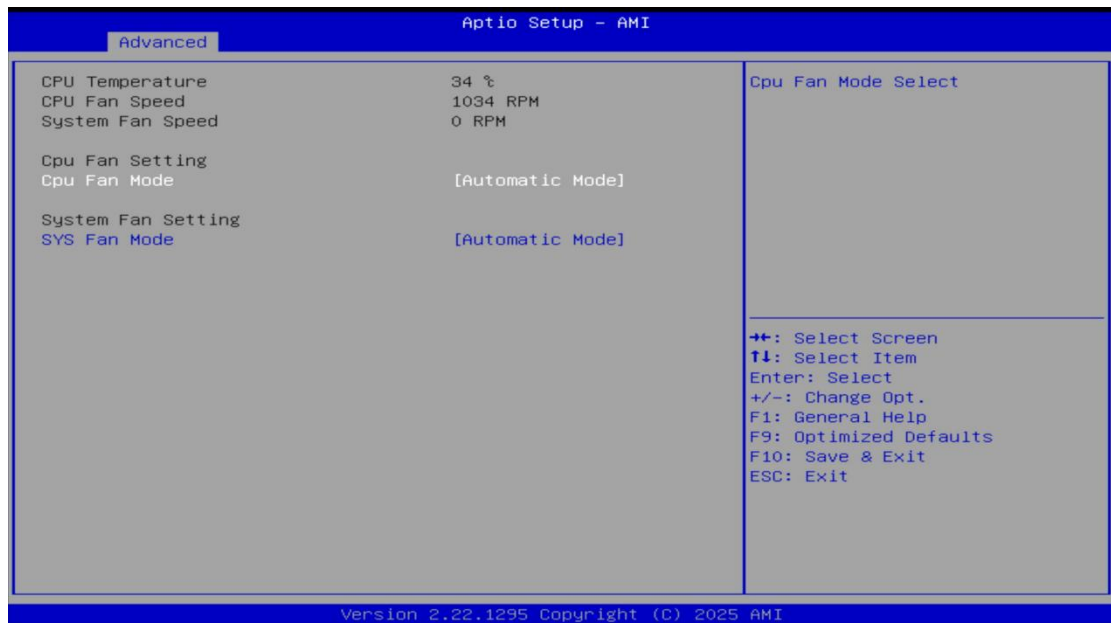 Aptio Setup - AMI
Advanced
CPU Temperature 34 ℃
CPU Fan Speed 1034 RPM
System Fan Speed 0 RPM
Cpu Fan Setting
Cpu Fan Mode [Automatic Mode]
System Fan Setting
SYS Fan Mode [Automatic Mode]
Cpu Fan Mode Select
→←: Select Screen
↑↓: Select Item
Enter: Select
+/-: Change Opt.
F1: General Help
F9: Optimized Defaults
F10: Save & Exit
ESC: Exit
Version 2.22.1295 Copyright (C) 2025 AMI